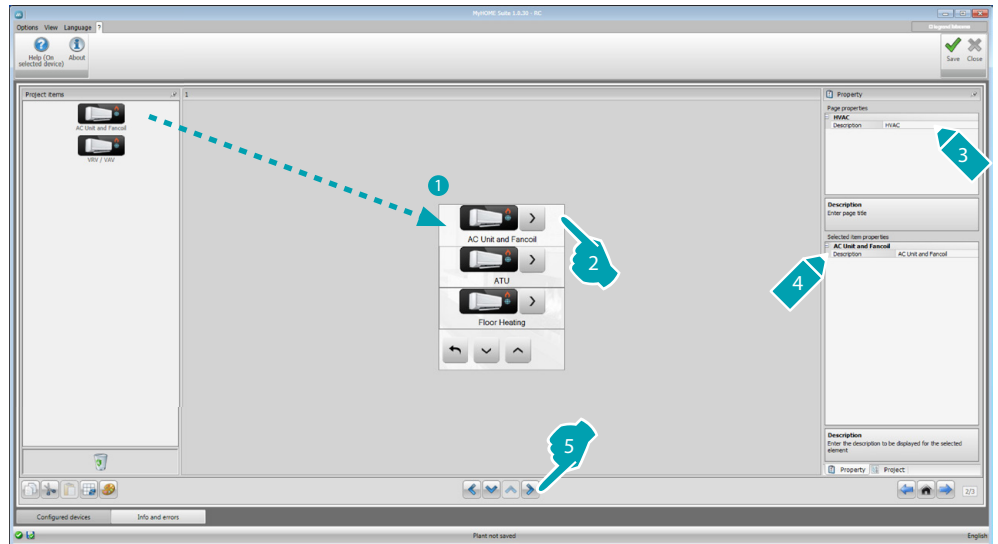 MyHOME Suite 1.0.20 - RC
Options View Language ?
Help (On selected device)
About
Save Close
Project items
AC Unit and Fancoil
VRV / VAV
1
1
AC Unit and Fancoil
2
ATU
Floor Heating
5
Property
Page properties
HVAC
Description HVAC
3
Description
Enter page title
Selected item properties
AC Unit and Fancoil
Description AC Unit and Fancoil
4
Description
Enter the description to be displayed for the selected
element
Property Project
2/3
Configured devices Info and errors
Plant not saved
English